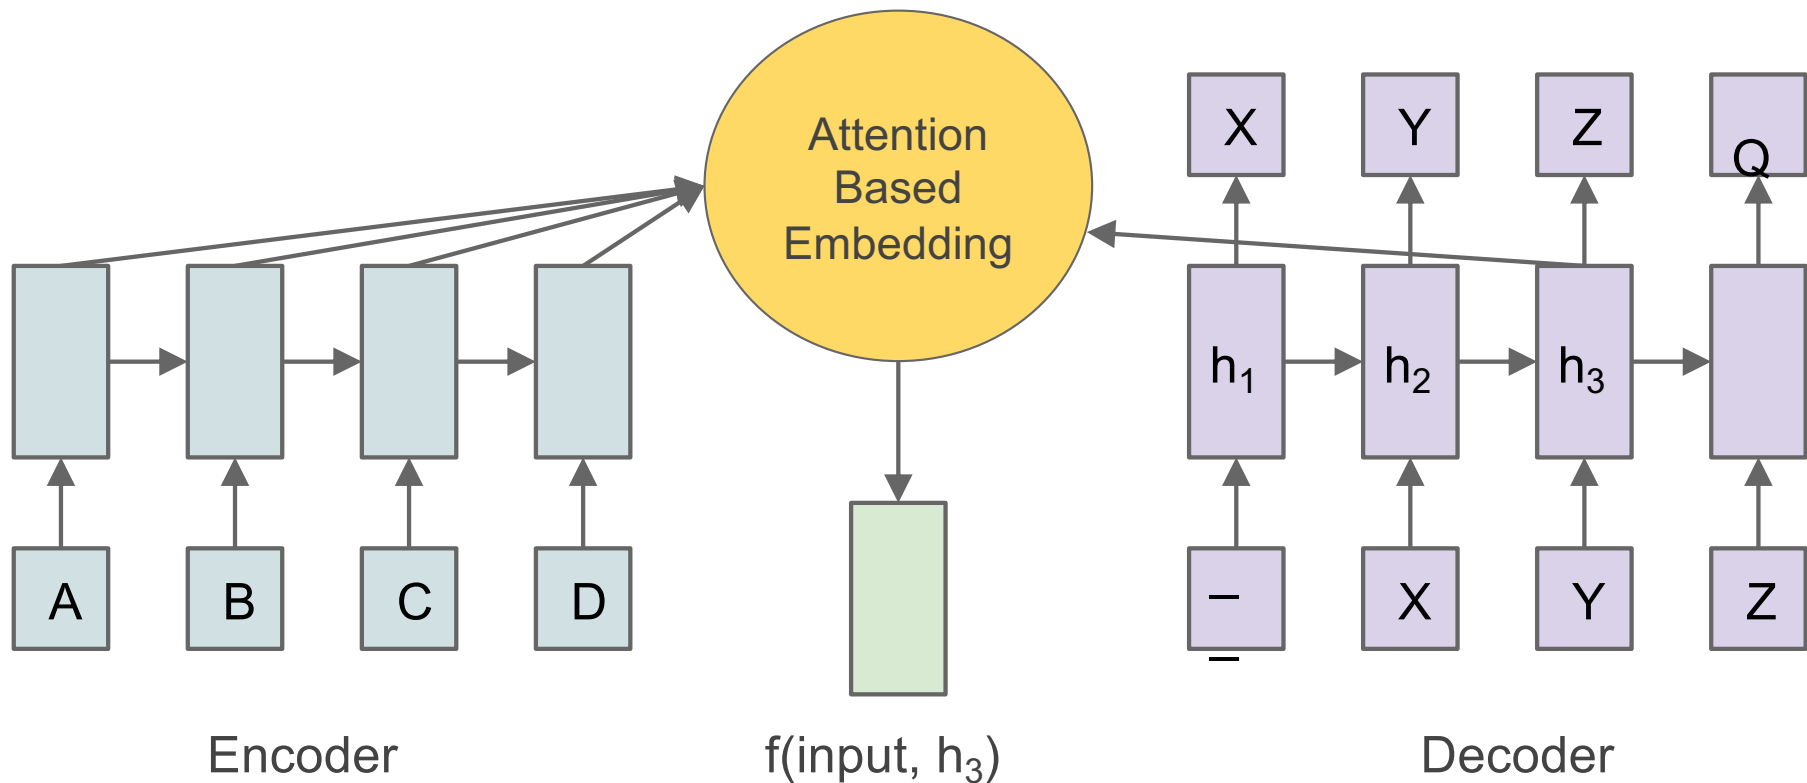 Attention
Based
Embedding
X Y Z Q
h₁ h₂ h₃
A B C D
_ X Y Z
_
Encoder
f(input, h₃)
Decoder